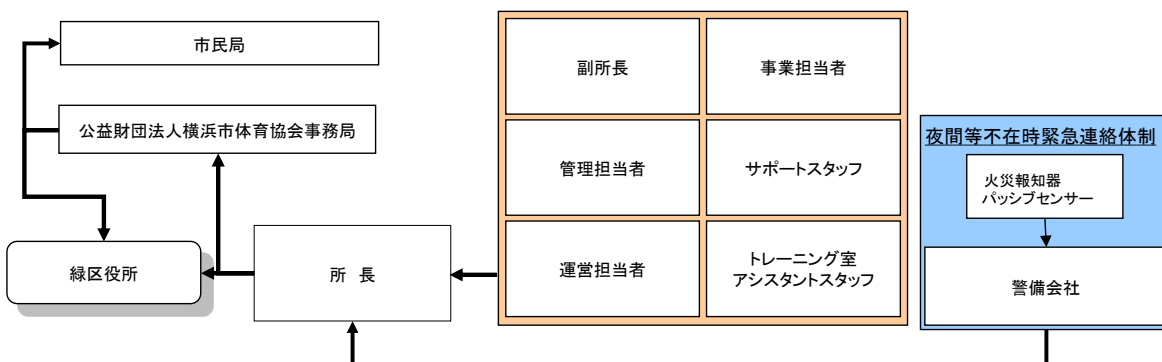 市民局
公益財団法人横浜市体育協会事務局
緑区役所
所 長
副所長
事業担当者
管理担当者
サポートスタッフ
運営担当者
トレーニング室
アシスタントスタッフ
夜間等不在時緊急連絡体制
火災報知器
パッシブセンサー
警備会社